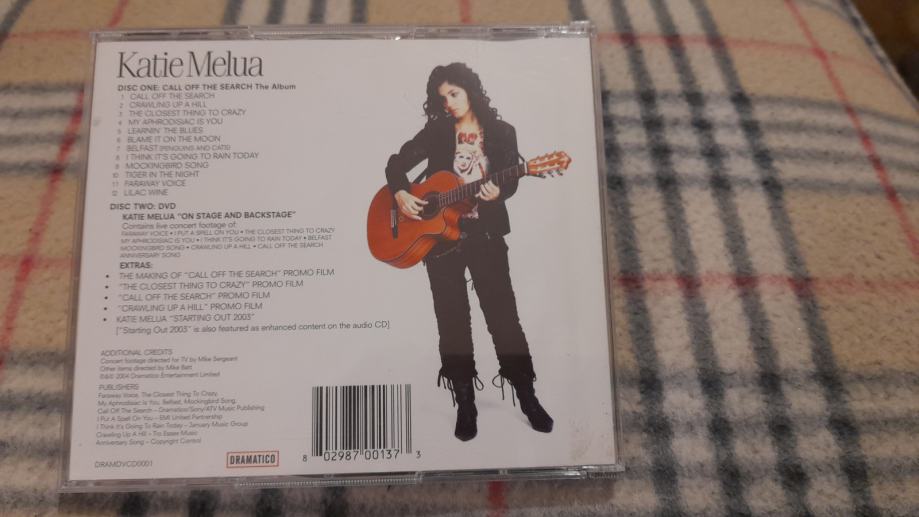 Katie Melua
DISC ONE: CALL OFF THE SEARCH The Album
1 CALL OFF THE SEARCH
2 CRAWLING UP A HILL
3 THE CLOSEST THING TO CRAZY
4 MY APHRODISIAC IS YOU
5 LEARNIN' THE BLUES
6 BLAME IT ON THE MOON
7 BELFAST (PENGUINS AND CATS)
8 I THINK IT'S GOING TO RAIN TODAY
9 MOCKINGBIRD SONG
10 TIGER IN THE NIGHT
11 FARAWAY VOICE
12 LILAC WINE
DISC TWO: DVD
KATIE MELUA "ON STAGE AND BACKSTAGE"
Contains live concert footage of:
FARAWAY VOICE • I PUT A SPELL ON YOU • THE CLOSEST THING TO CRAZY
MY APHRODISIAC IS YOU • I THINK IT'S GOING TO RAIN TODAY • BELFAST
MOCKINGBIRD SONG • CRAWLING UP A HILL • CALL OFF THE SEARCH
ANNIVERSARY SONG
EXTRAS:
• THE MAKING OF "CALL OFF THE SEARCH" PROMO FILM
• "THE CLOSEST THING TO CRAZY" PROMO FILM
• "CALL OFF THE SEARCH" PROMO FILM
• "CRAWLING UP A HILL" PROMO FILM
• KATIE MELUA "STARTING OUT 2003"
["Starting Out 2003" is also featured as enhanced content on the audio CD]
ADDITIONAL CREDITS
Concert footage directed for TV by Mike Sergeant
Other items directed by Mike Batt
℗&© 2004 Dramatico Entertainment Limited
PUBLISHERS
Faraway Voice, The Closest Thing To Crazy,
My Aphrodisiac Is You, Belfast, Mockingbird Song,
Call Off The Search – Dramatico/Sony/ATV Music Publishing
I Put A Spell On You – EMI United Partnership
I Think It's Going To Rain Today – January Music Group
Crawling Up A Hill – Tro Essex Music
Anniversary Song – Copyright Control
DRAMDVCD0001
DRAMATICO
8 02987 00137 3